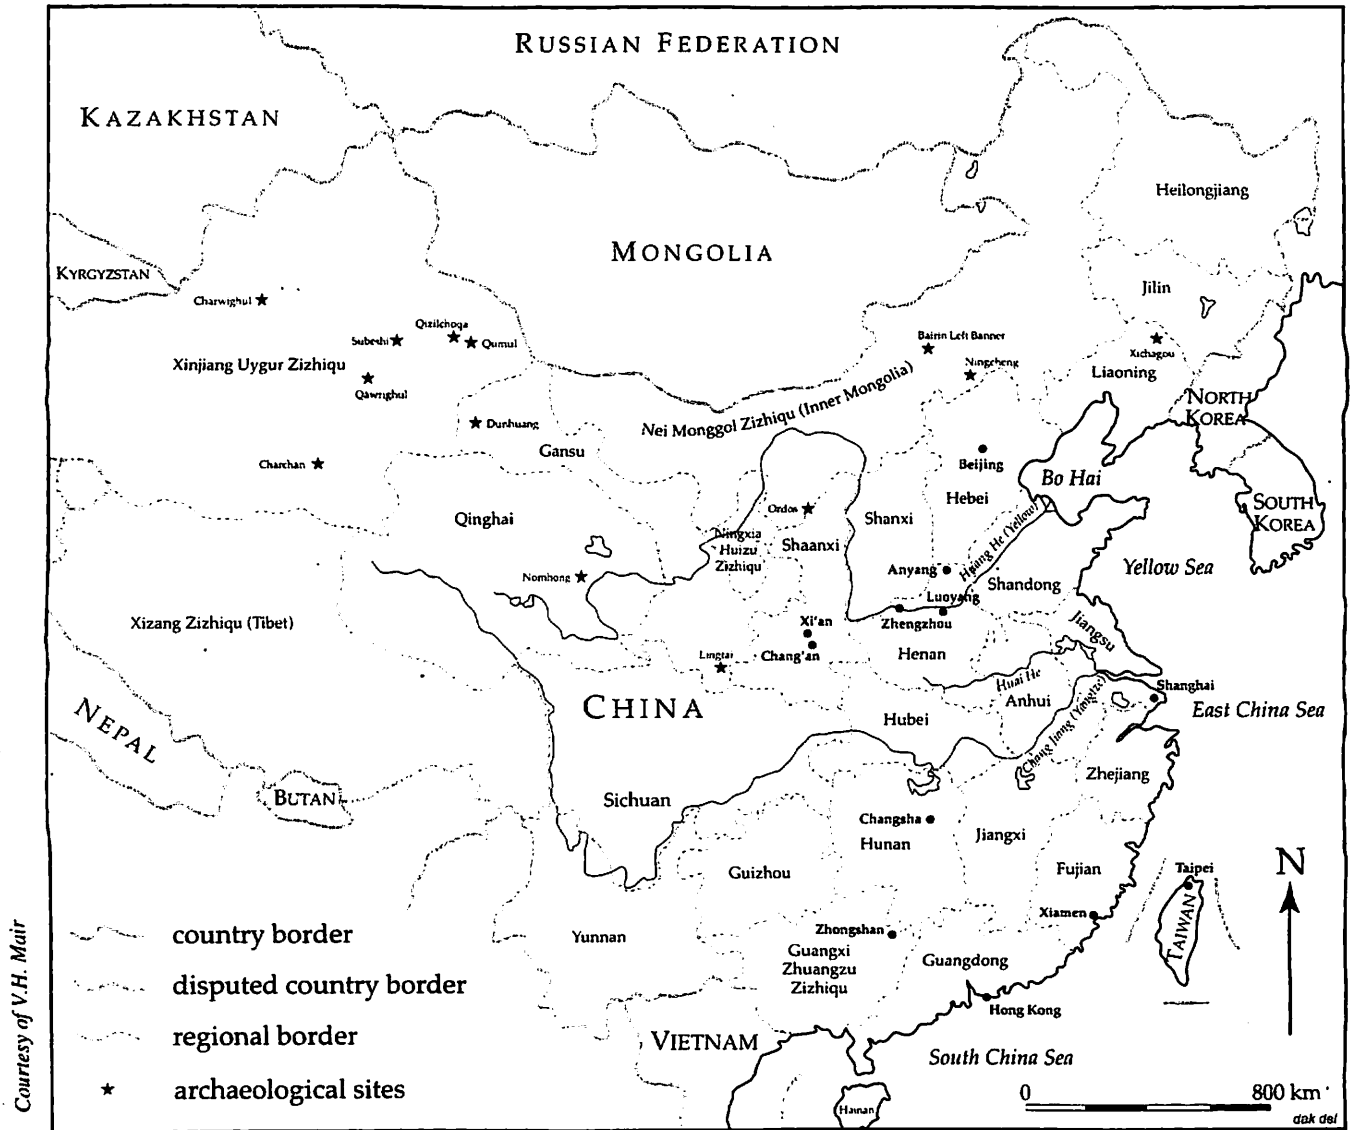 RUSSIAN FEDERATION
KAZAKHSTAN
Heilongjiang
MONGOLIA
KYRGYZSTAN
Jilin
Charwighul
Qizilchoqa
Subeshi
Qumul
Bairin Left Banner
Xichagou
Xinjiang Uygur Zizhiqu
Ningcheng
Liaoning
Qäwrighul
NORTH
KOREA
Nei Monggol Zizhiqu (Inner Mongolia)
Dunhuang
Gansu
Charchan
Beijing
Bo Hai
Hebei
Qinghai
Ordos
Shanxi
SOUTH
KOREA
Ningxia
Huizu
Zizhiqu
Shaanxi
Huang He (Yellow)
Nomhong
Anyang
Shandong
Yellow Sea
Luoyang
Xizang Zizhiqu (Tibet)
Xi'an
Zhengzhou
Jiangsu
Chang'an
Lingtai
Henan
Huai He
Anhui
Shanghai
CHINA
Hubei
East China Sea
NEPAL
Chang Jiang (Yangtze)
Zhejiang
BUTAN
Sichuan
Changsha
Hunan
Jiangxi
Guizhou
Fujian
Taipei
N
Xiamen
TAIWAN
Yunnan
Zhongshan
Guangxi
Zhuangzu
Zizhiqu
Guangdong
Hong Kong
VIETNAM
South China Sea
Hainan
country border
disputed country border
regional border
archaeological sites
0 800 km
dak del
Courtesy of V.H. Mair